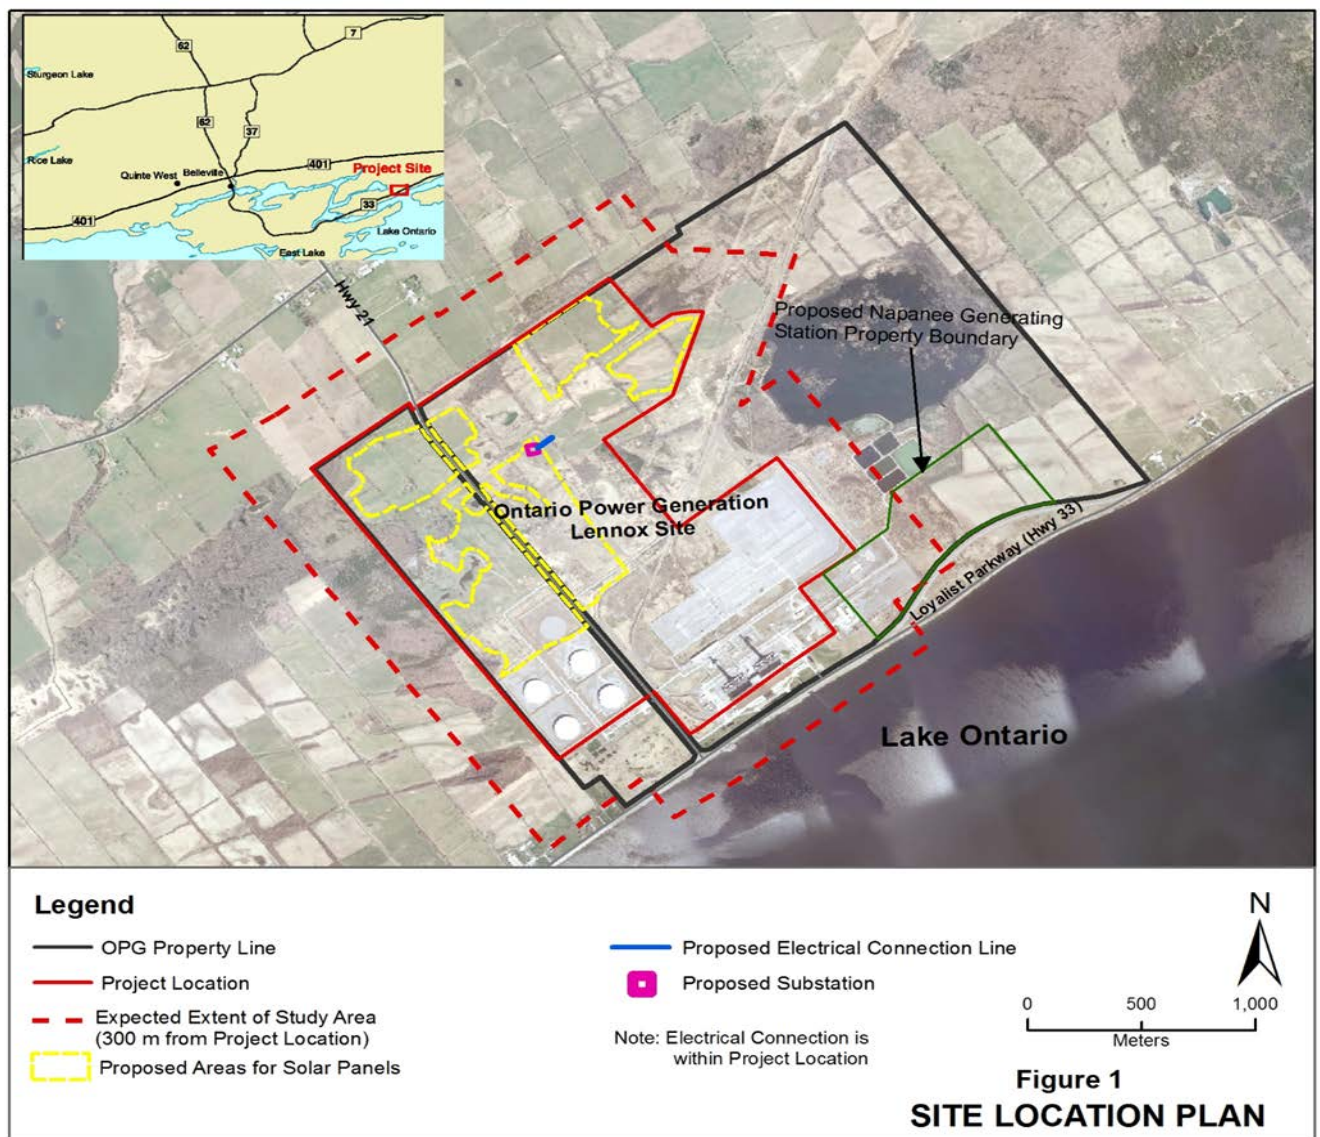 62
7
Sturgeon Lake
62
37
Rice Lake
401
Project Site
Quinte West
Belleville
33
401
Lake Ontario
East Lake
Hwy 21
Proposed Napanee Generating
Station Property Boundary
Ontario Power Generation
Lennox Site
Loyalist Parkway (Hwy 33)
Lake Ontario
Legend
OPG Property Line
Project Location
Expected Extent of Study Area
(300 m from Project Location)
Proposed Areas for Solar Panels
Proposed Electrical Connection Line
Proposed Substation
Note: Electrical Connection is
within Project Location
N
0 500 1,000
Meters
Figure 1
SITE LOCATION PLAN